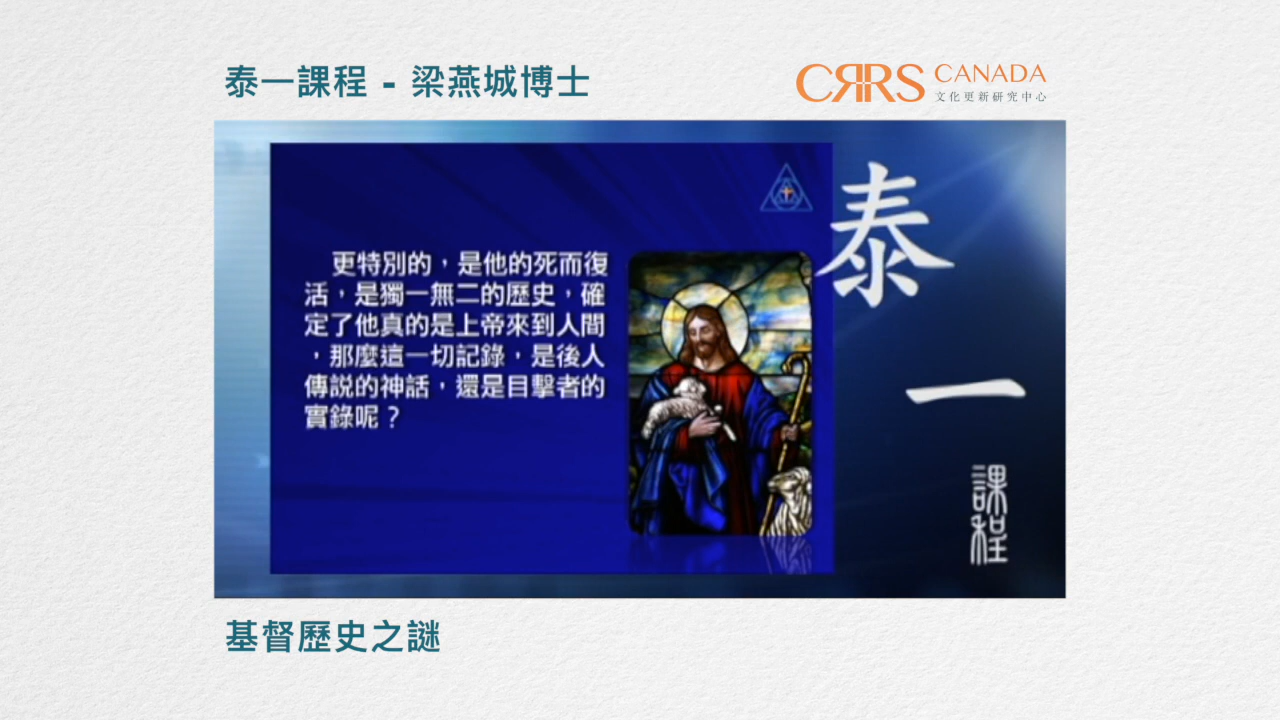 泰一課程 - 梁燕城博士
CRRS CANADA
文化更新研究中心
更特別的，是他的死而復
活，是獨一無二的歷史，確
定了他真的是上帝來到人間
，那麼這一切記錄，是後人
傳説的神話，還是目擊者的
實錄呢？
泰
一
課程
基督歷史之謎